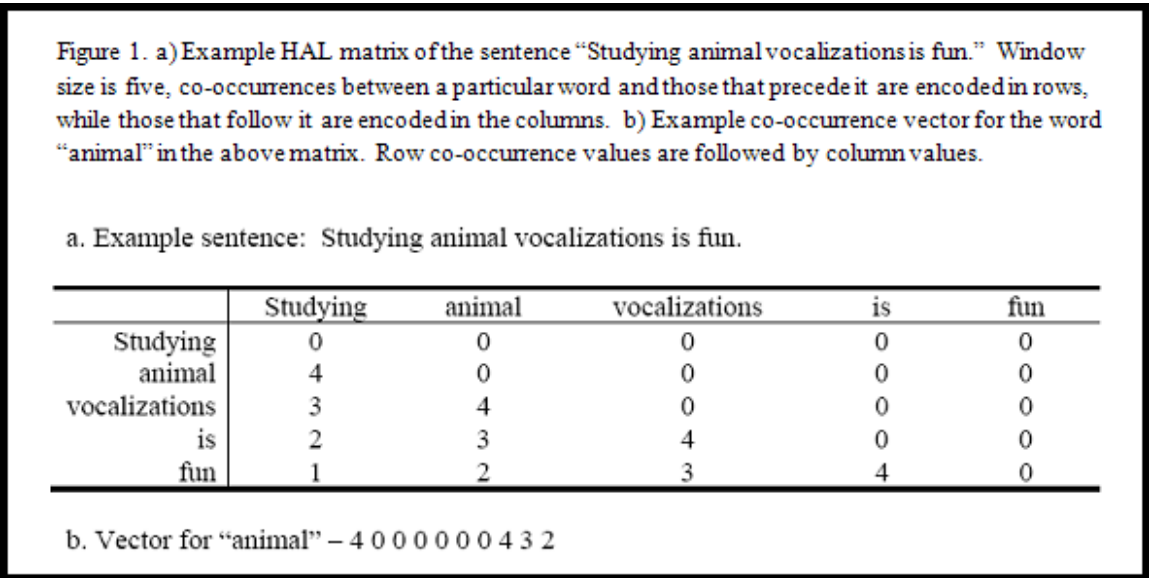 Figure 1. a) Example HAL matrix of the sentence “Studying animal vocalizations is fun.” Window
size is five, co-occurrences between a particular word and those that precede it are encoded in rows,
while those that follow it are encoded in the columns. b) Example co-occurrence vector for the word
“animal” in the above matrix. Row co-occurrence values are followed by column values.
a. Example sentence: Studying animal vocalizations is fun.
Studying animal vocalizations is fun
Studying 0 0 0 0 0
animal 4 0 0 0 0
vocalizations 3 4 0 0 0
is 2 3 4 0 0
fun 1 2 3 4 0
b. Vector for “animal” – 4 0 0 0 0 0 0 4 3 2